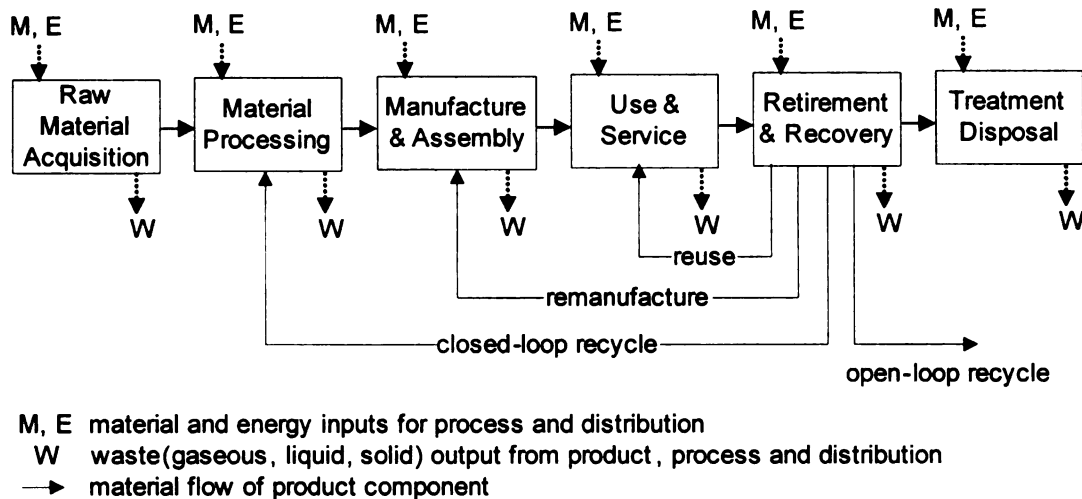 M, E
M, E
M, E
M, E
M, E
M, E
Raw
Material
Acquisition
Material
Processing
Manufacture
& Assembly
Use &
Service
Retirement
& Recovery
Treatment
Disposal
W
W
W
W
W
W
reuse
remanufacture
closed-loop recycle
open-loop recycle
M, E material and energy inputs for process and distribution
W waste(gaseous, liquid, solid) output from product, process and distribution
material flow of product component